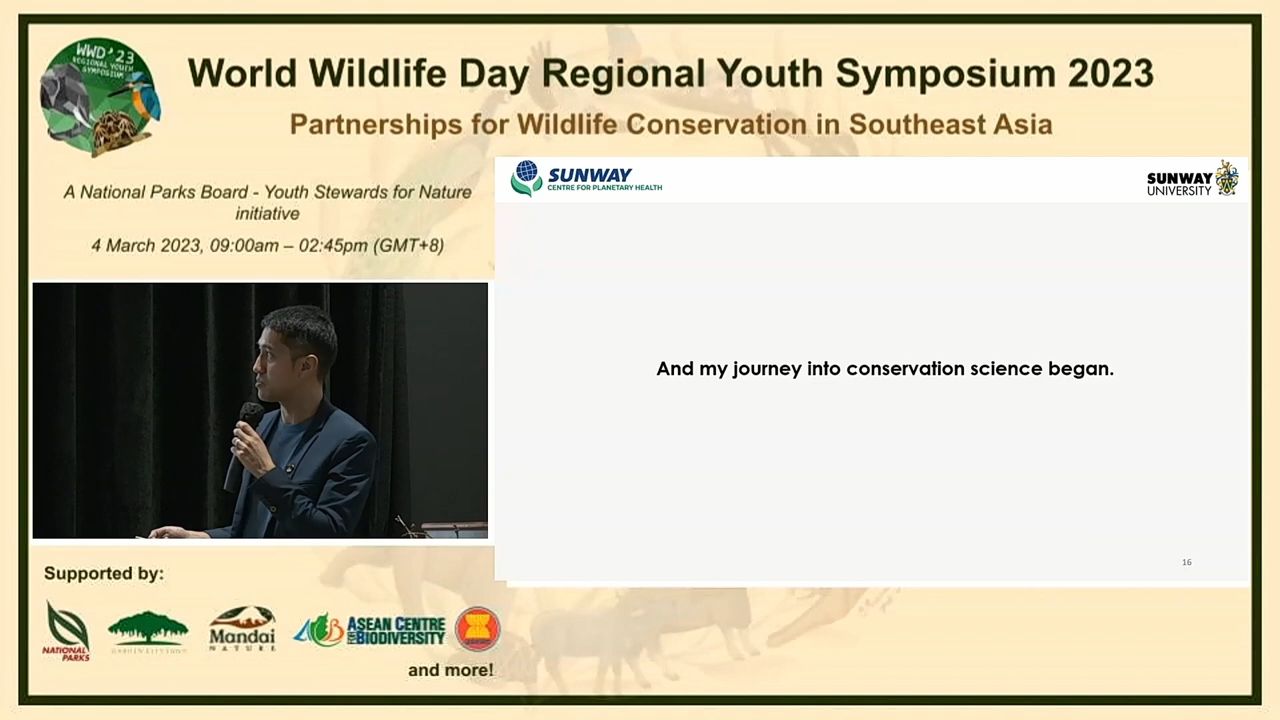 WWD '23
REGIONAL YOUTH
SYMPOSIUM
World Wildlife Day Regional Youth Symposium 2023
Partnerships for Wildlife Conservation in Southeast Asia
A National Parks Board - Youth Stewards for Nature
initiative
4 March 2023, 09:00am – 02:45pm (GMT+8)
SUNWAY
CENTRE FOR PLANETARY HEALTH
SUNWAY
UNIVERSITY
And my journey into conservation science began.
16
Supported by:
NATIONAL
PARKS
GARDEN CITY FUND
Mandai
NATURE
ASEAN CENTRE
FOR BIODIVERSITY
and more!